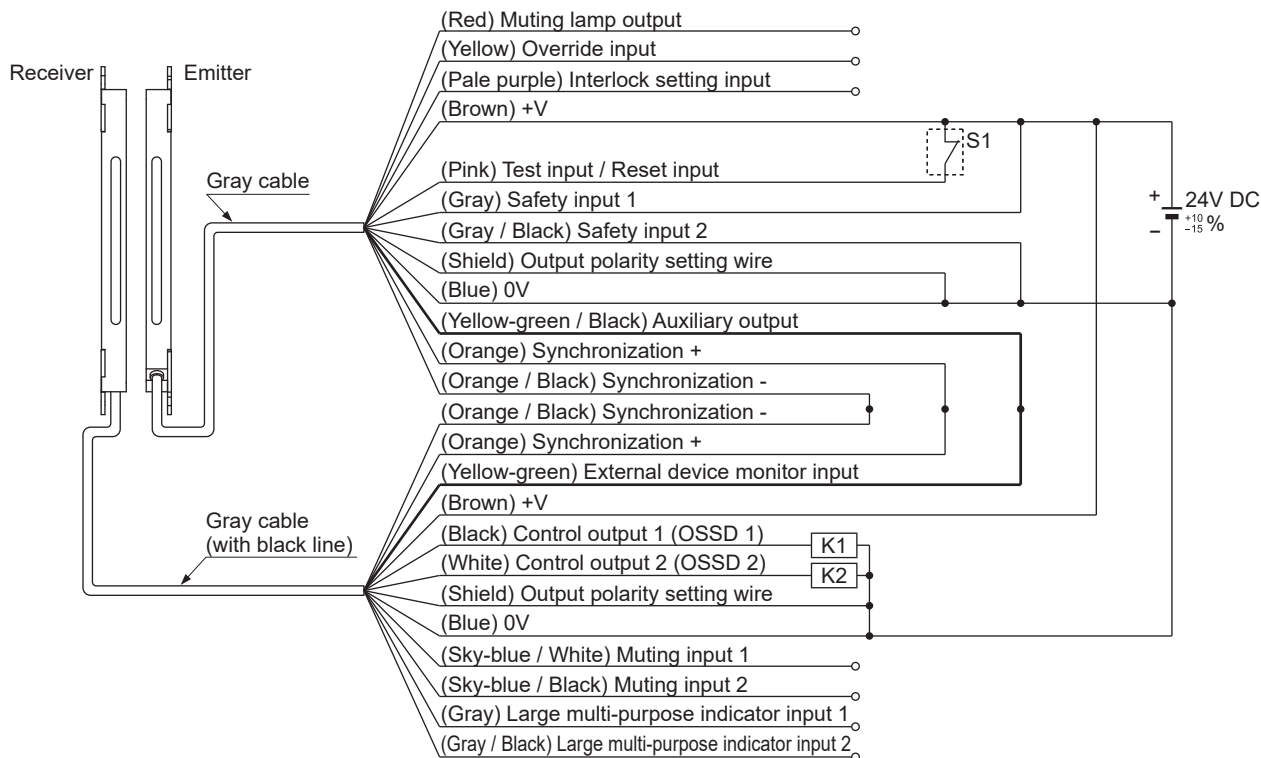 (Red) Muting lamp output
(Yellow) Override input
(Pale purple) Interlock setting input
(Brown) +V
Receiver
Emitter
S1
(Pink) Test input / Reset input
Gray cable
(Gray) Safety input 1
+ 24V DC
+10
-15 %
−
(Gray / Black) Safety input 2
(Shield) Output polarity setting wire
(Blue) 0V
(Yellow-green / Black) Auxiliary output
(Orange) Synchronization +
(Orange / Black) Synchronization -
(Orange / Black) Synchronization -
(Orange) Synchronization +
(Yellow-green) External device monitor input
(Brown) +V
Gray cable
(with black line)
(Black) Control output 1 (OSSD 1)
K1
(White) Control output 2 (OSSD 2)
K2
(Shield) Output polarity setting wire
(Blue) 0V
(Sky-blue / White) Muting input 1
(Sky-blue / Black) Muting input 2
(Gray) Large multi-purpose indicator input 1
(Gray / Black) Large multi-purpose indicator input 2